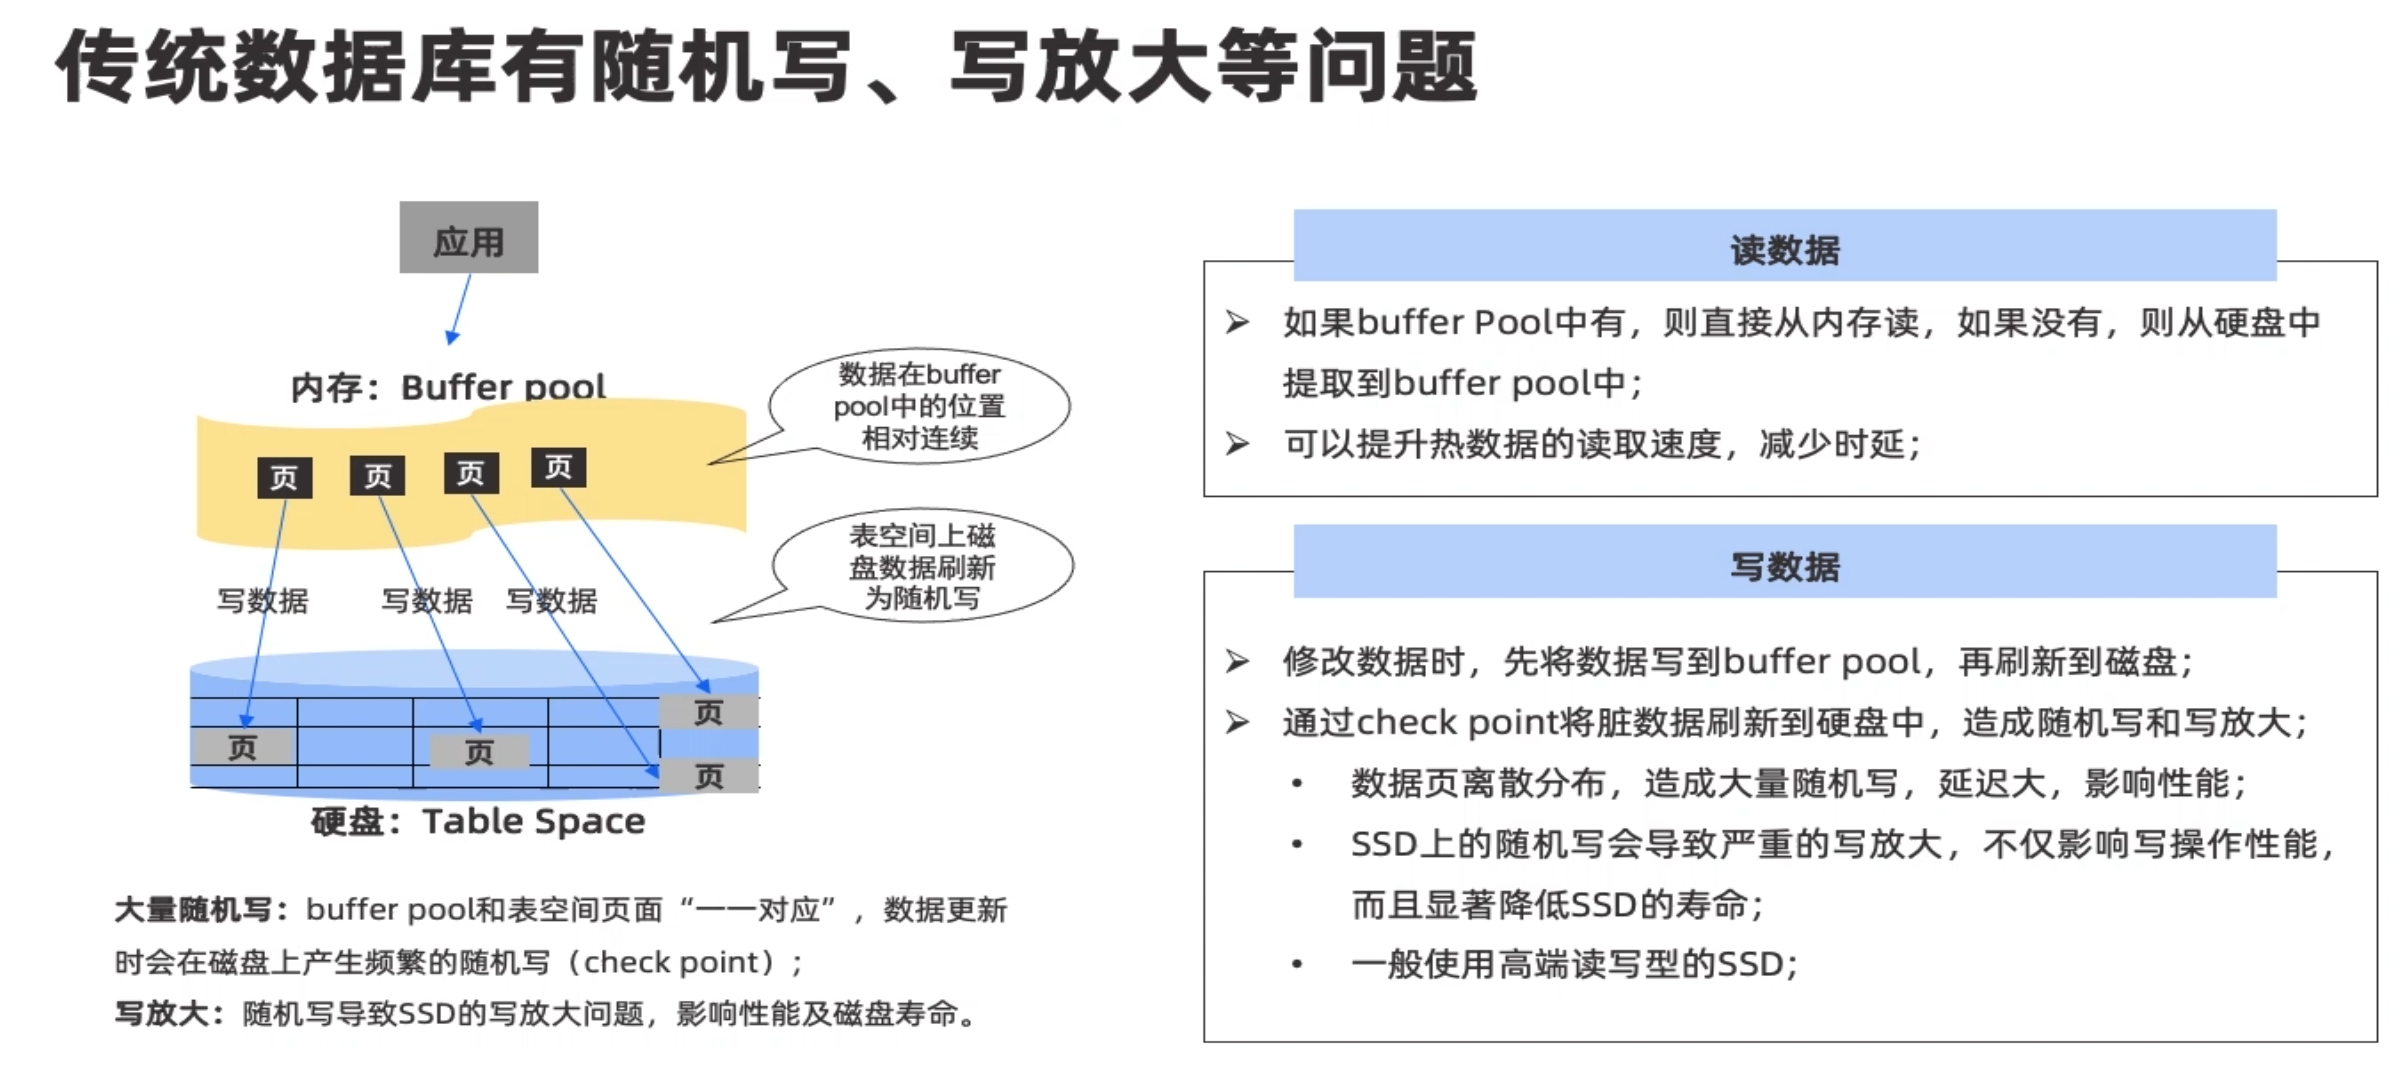 传统数据库有随机写、写放大等问题
应用
内存：Buffer pool
页 页 页 页
数据在buffer
pool中的位置
相对连续
表空间上磁
盘数据刷新
为随机写
写数据 写数据 写数据
页
页 页
页
硬盘：Table Space
大量随机写：buffer pool和表空间页面“一一对应”，数据更新
时会在磁盘上产生频繁的随机写（check point）；
写放大：随机写导致SSD的写放大问题，影响性能及磁盘寿命。
读数据
➢ 如果buffer Pool中有，则直接从内存读，如果没有，则从硬盘中
提取到buffer pool中；
➢ 可以提升热数据的读取速度，减少时延；
写数据
➢ 修改数据时，先将数据写到buffer pool，再刷新到磁盘；
➢ 通过check point将脏数据刷新到硬盘中，造成随机写和写放大；
• 数据页离散分布，造成大量随机写，延迟大，影响性能；
• SSD上的随机写会导致严重的写放大，不仅影响写操作性能，
而且显著降低SSD的寿命；
• 一般使用高端读写型的SSD；